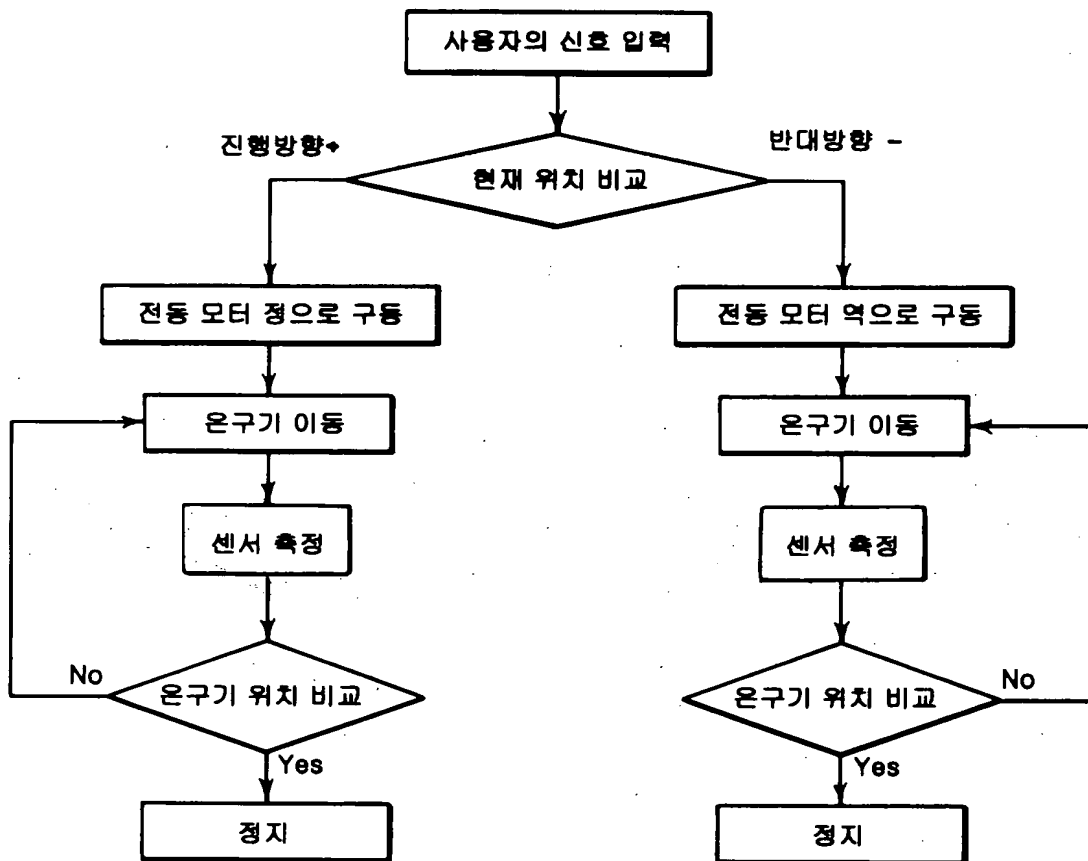 사용자의 신호 입력
진행방향+
반대방향 -
현재 위치 비교
전동 모터 정으로 구동
전동 모터 역으로 구동
온구기 이동
온구기 이동
센서 측정
센서 측정
No
온구기 위치 비교
온구기 위치 비교
No
Yes
Yes
정지
정지